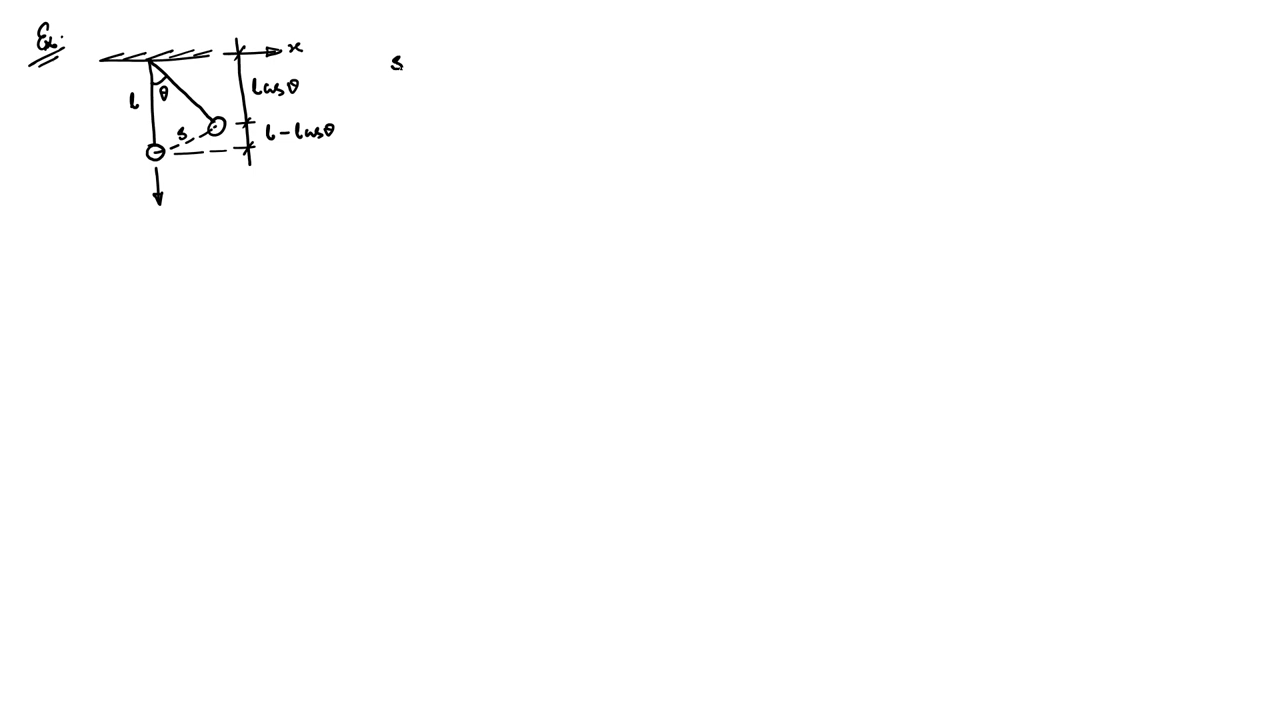 Ex.
x
s
l cos θ
l
θ
s
l - l cos θ